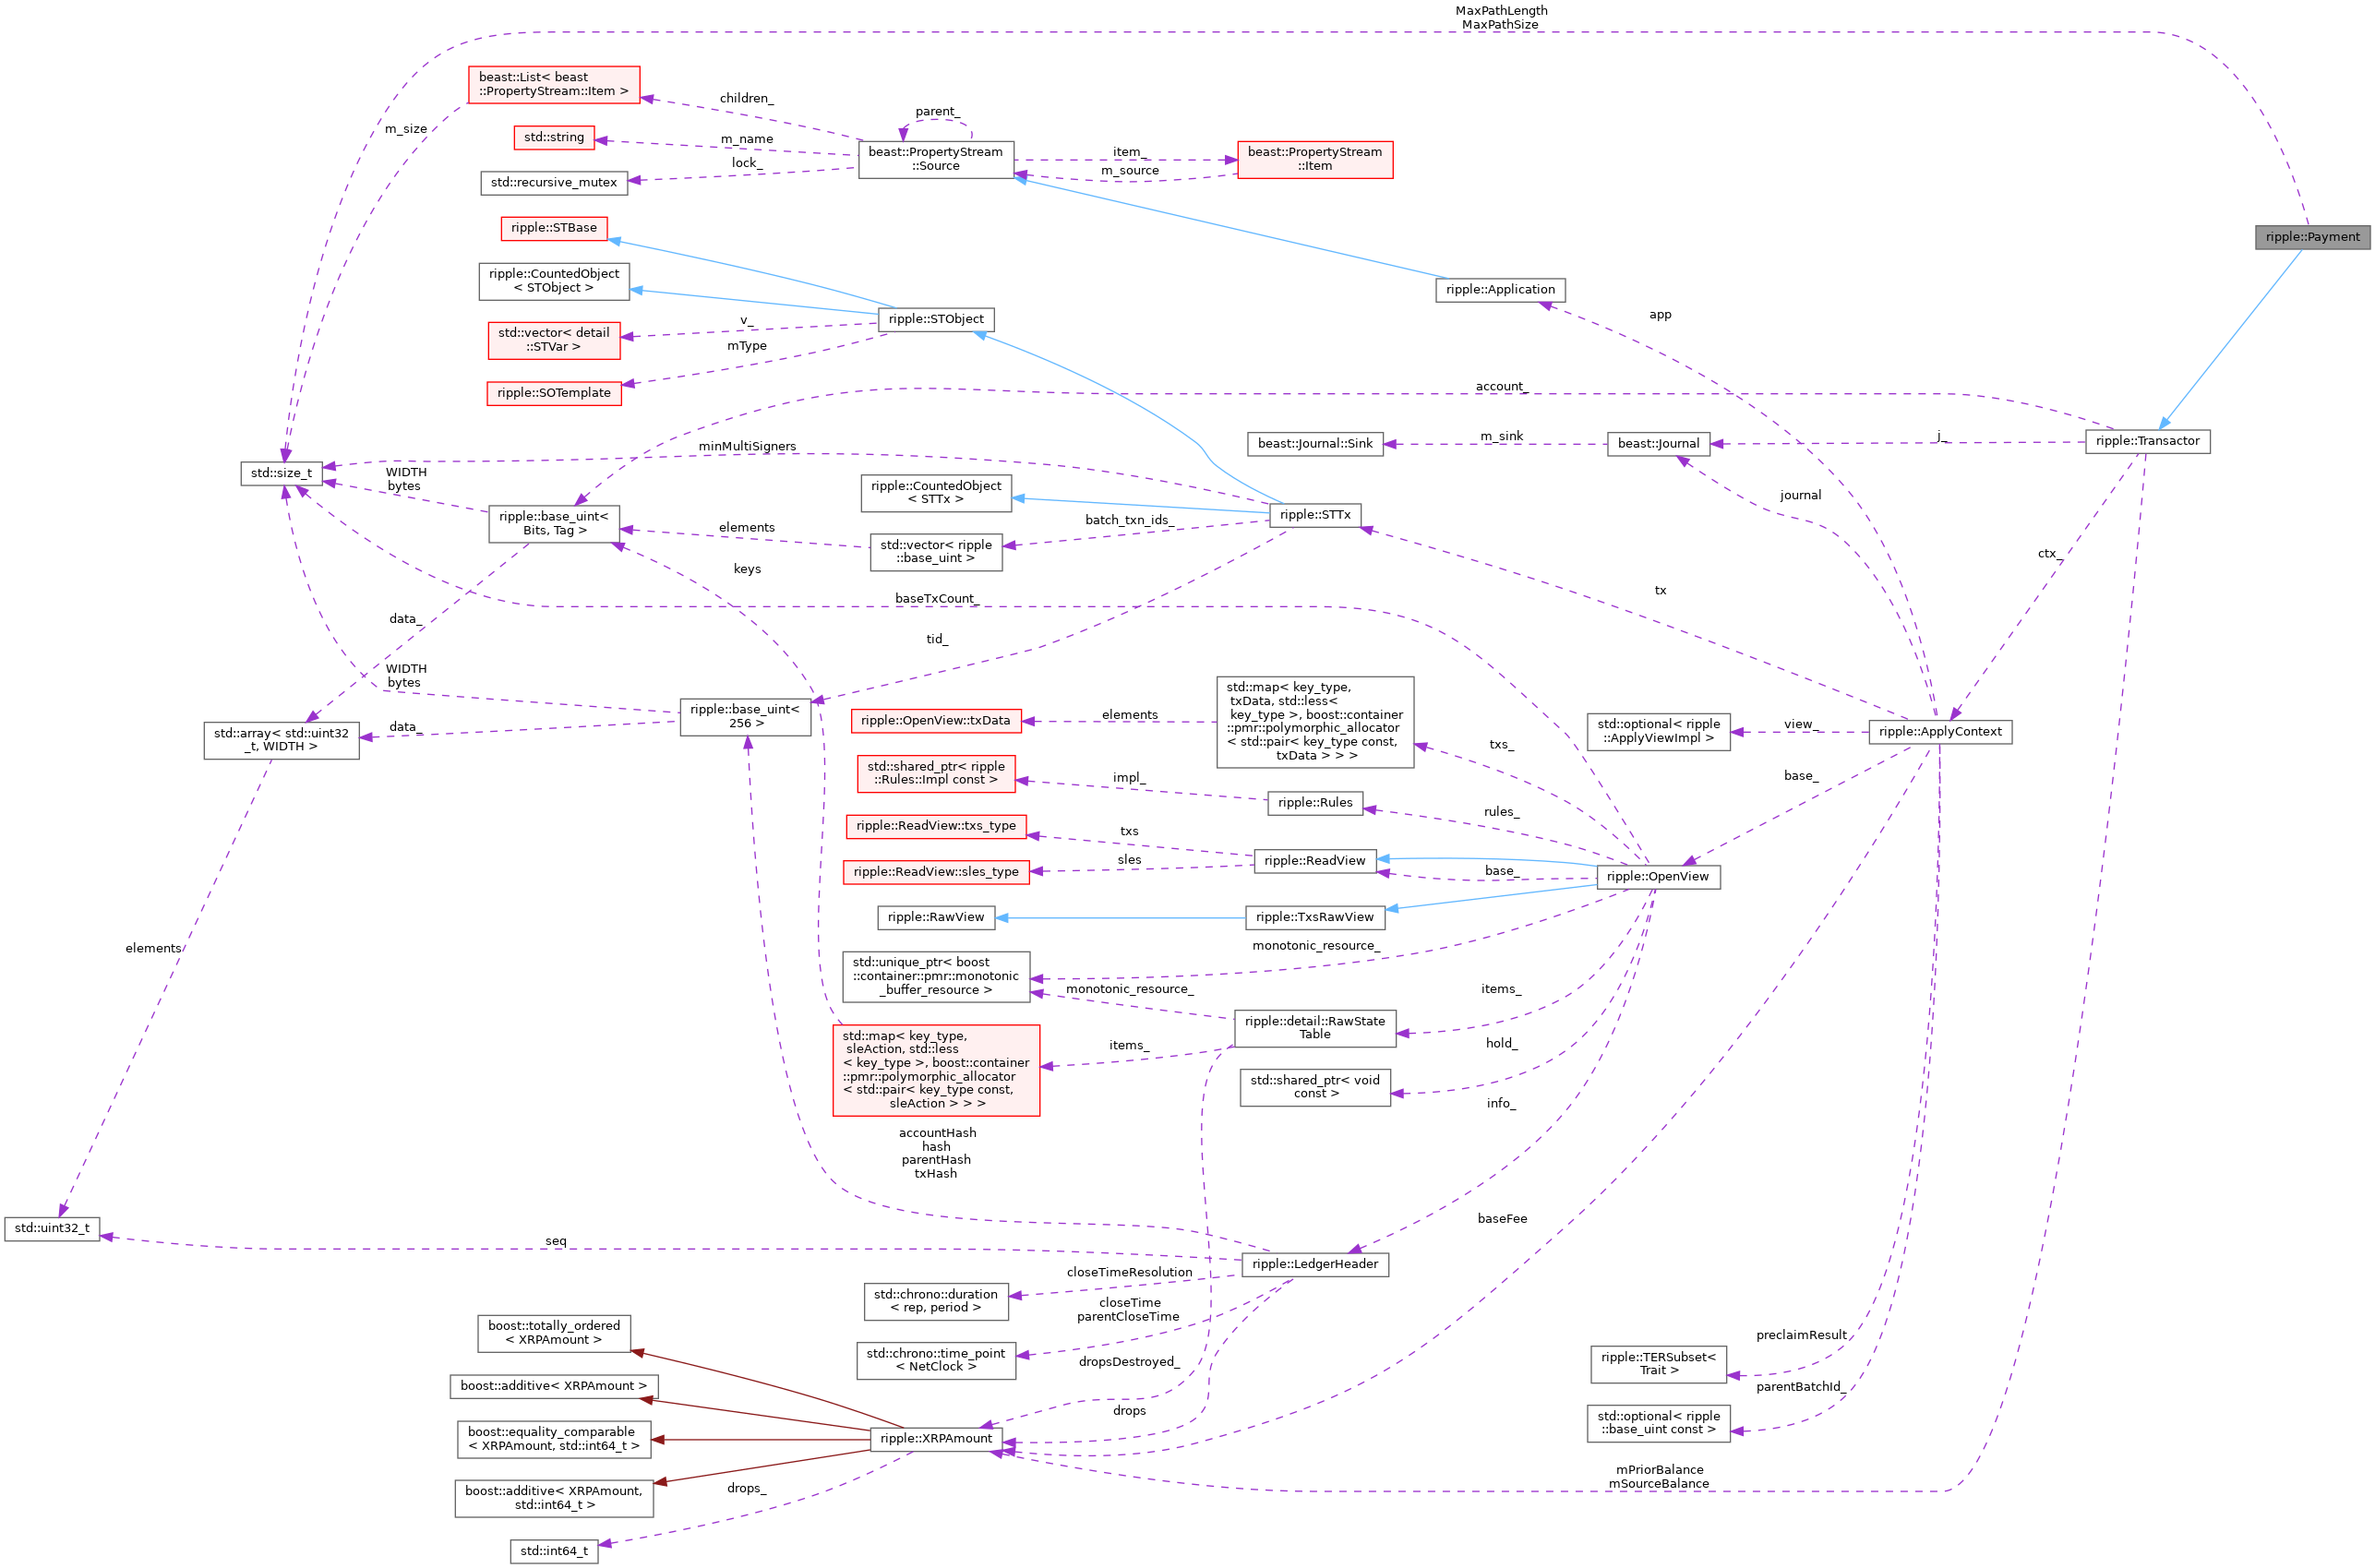 MaxPathLength
MaxPathSize
beast::List< beast
::PropertyStream::Item >
children_
parent_
m_size
std::string
m_name
beast::PropertyStream
::Source
item_
beast::PropertyStream
::Item
lock_
m_source
std::recursive_mutex
ripple::STBase
ripple::Payment
ripple::CountedObject
< STObject >
ripple::Application
app
ripple::STObject
v_
std::vector< detail
::STVar >
mType
ripple::SOTemplate
account_
minMultiSigners
beast::Journal::Sink
m_sink
beast::Journal
j_
ripple::Transactor
std::size_t
WIDTH
bytes
ripple::CountedObject
< STTx >
journal
ripple::base_uint<
Bits, Tag >
elements
batch_txn_ids_
ripple::STTx
std::vector< ripple
::base_uint >
ctx_
keys
tx
baseTxCount_
data_
tid_
WIDTH
bytes
std::map< key_type,
txData, std::less<
key_type >, boost::container
::pmr::polymorphic_allocator
< std::pair< key_type const,
txData > > >
ripple::base_uint<
256 >
ripple::OpenView::txData
elements
std::array< std::uint32
_t, WIDTH >
data_
txs_
std::optional< ripple
::ApplyViewImpl >
view_
ripple::ApplyContext
std::shared_ptr< ripple
::Rules::Impl const >
impl_
base_
ripple::Rules
rules_
ripple::ReadView::txs_type
txs
ripple::ReadView
sles
ripple::ReadView::sles_type
base_
ripple::OpenView
ripple::RawView
ripple::TxsRawView
elements
monotonic_resource_
std::unique_ptr< boost
::container::pmr::monotonic
_buffer_resource >
monotonic_resource_
items_
ripple::detail::RawState
Table
std::map< key_type,
sleAction, std::less
< key_type >, boost::container
::pmr::polymorphic_allocator
< std::pair< key_type const,
sleAction > > >
items_
hold_
std::shared_ptr< void
const >
info_
accountHash
hash
parentHash
txHash
std::uint32_t
baseFee
seq
ripple::LedgerHeader
closeTimeResolution
std::chrono::duration
< rep, period >
closeTime
parentCloseTime
boost::totally_ordered
< XRPAmount >
preclaimResult
std::chrono::time_point
< NetClock >
dropsDestroyed_
ripple::TERSubset<
Trait >
boost::additive< XRPAmount >
parentBatchId_
drops
std::optional< ripple
::base_uint const >
boost::equality_comparable
< XRPAmount, std::int64_t >
ripple::XRPAmount
mPriorBalance
mSourceBalance
boost::additive< XRPAmount,
std::int64_t >
drops_
std::int64_t